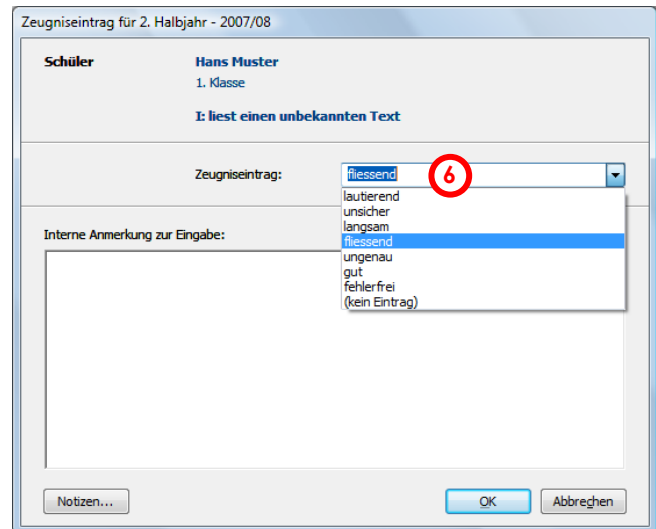 Zeugniseintrag für 2. Halbjahr - 2007/08
Schüler Hans Muster
1. Klasse
I: liest einen unbekannten Text
Zeugniseintrag: fliessend 6
lautierend
unsicher
langsam
fliessend
ungenau
gut
fehlerfrei
(kein Eintrag)
Interne Anmerkung zur Eingabe:
Notizen... OK Abbrechen